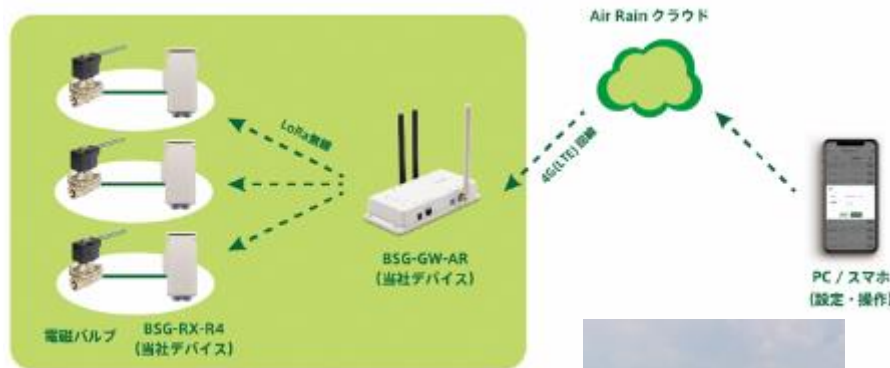 Air Rain クラウド
LoRa無線
4G(LTE)回線
BSG-GW-AR
(当社デバイス)
PC / スマホ
(設定・操作)
電磁バルブ
BSG-RX-R4
(当社デバイス)